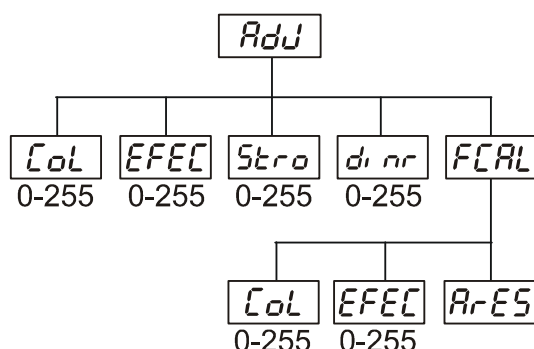 AdJ
CoL EFEC Stro dinr FCAL
0-255 0-255 0-255 0-255
CoL EFEC ArES
0-255 0-255